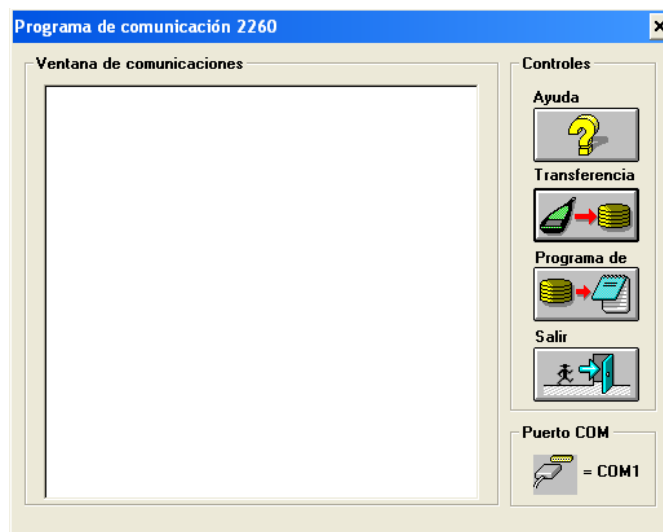 Programa de comunicación 2260
Ventana de comunicaciones
Controles
Ayuda
Transferencia
Programa de
Salir
Puerto COM
= COM1